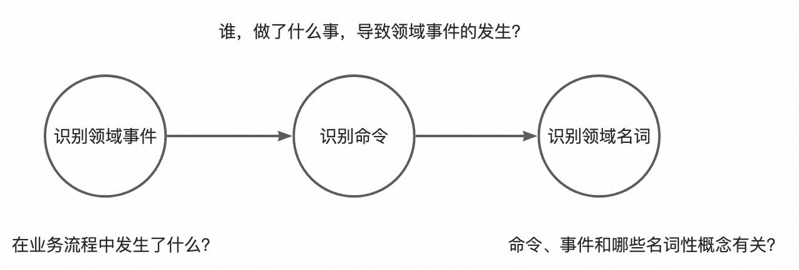 谁，做了什么事，导致领域事件的发生？
识别领域事件
识别命令
识别领域名词
在业务流程中发生了什么？
命令、事件和哪些名词性概念有关？